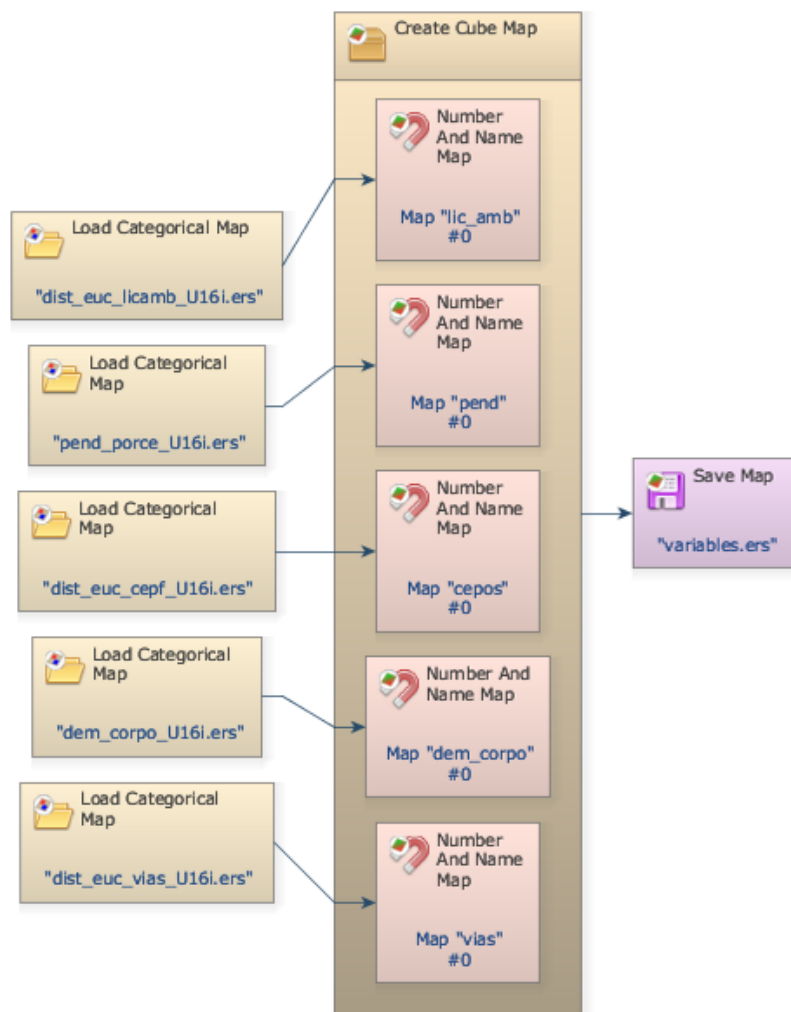 Create Cube Map
Number
And Name
Map
Map "lic_amb"
#0
Load Categorical Map
"dist_euc_licamb_U16i.ers"
Number
And Name
Map
Map "pend"
#0
Load Categorical
Map
"pend_porce_U16i.ers"
Number
And Name
Map
Map "cepos"
#0
Load Categorical
Map
"dist_euc_cepf_U16i.ers"
Save Map
"variables.ers"
Load Categorical
Map
"dem_corpo_U16i.ers"
Number And
Name Map
Map "dem_corpo"
#0
Load Categorical
Map
"dist_euc_vias_U16i.ers"
Number
And Name
Map
Map "vias"
#0